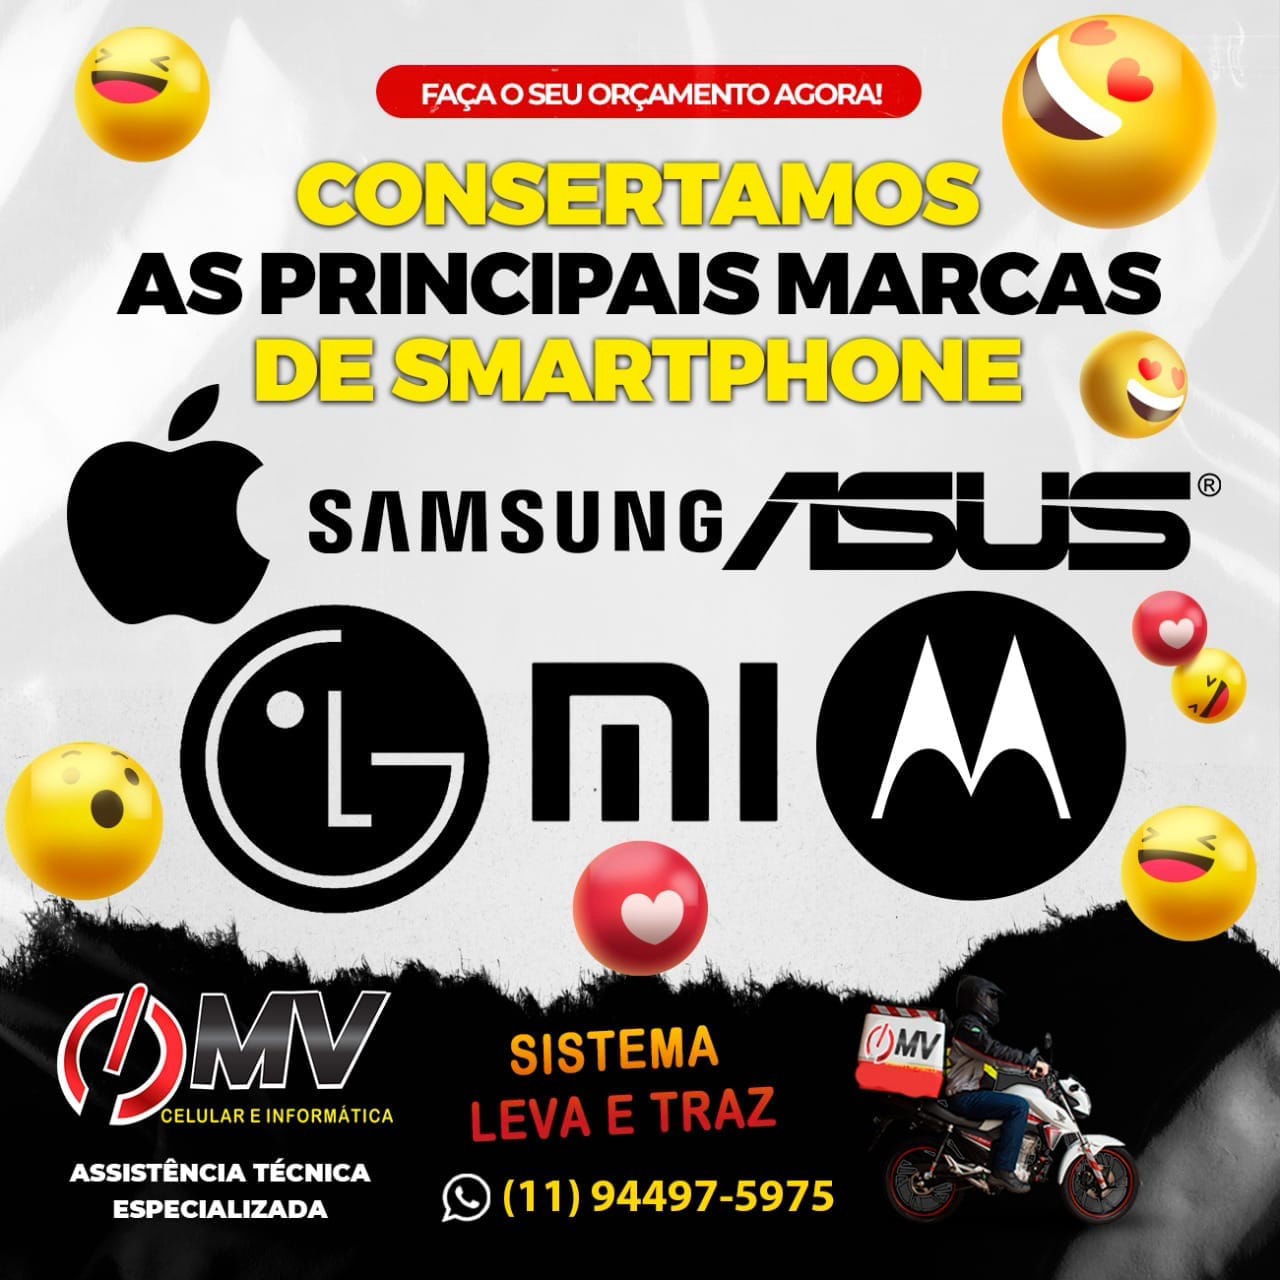 FAÇA O SEU ORÇAMENTO AGORA!
CONSERTAMOS
AS PRINCIPAIS MARCAS
DE SMARTPHONE
SAMSUNG
ASUS®
LG
MI
MV
CELULAR E INFORMÁTICA
ASSISTÊNCIA TÉCNICA
ESPECIALIZADA
SISTEMA
LEVA E TRAZ
(11) 94497-5975
MV